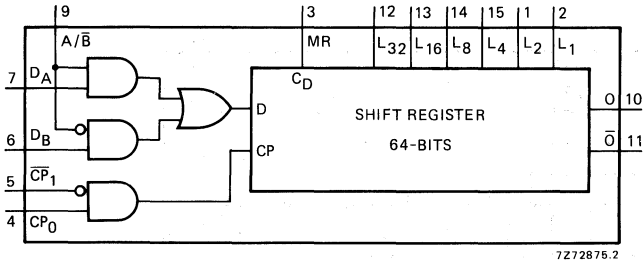 9 3 12 13 14 15 1 2
A/B̅ MR L32 L16 L8 L4 L2 L1
7 DA CD
D SHIFT REGISTER O 10
6 DB 64-BITS O̅ 11
CP
5 C̅P̅1
4 CP0
7Z72875.2